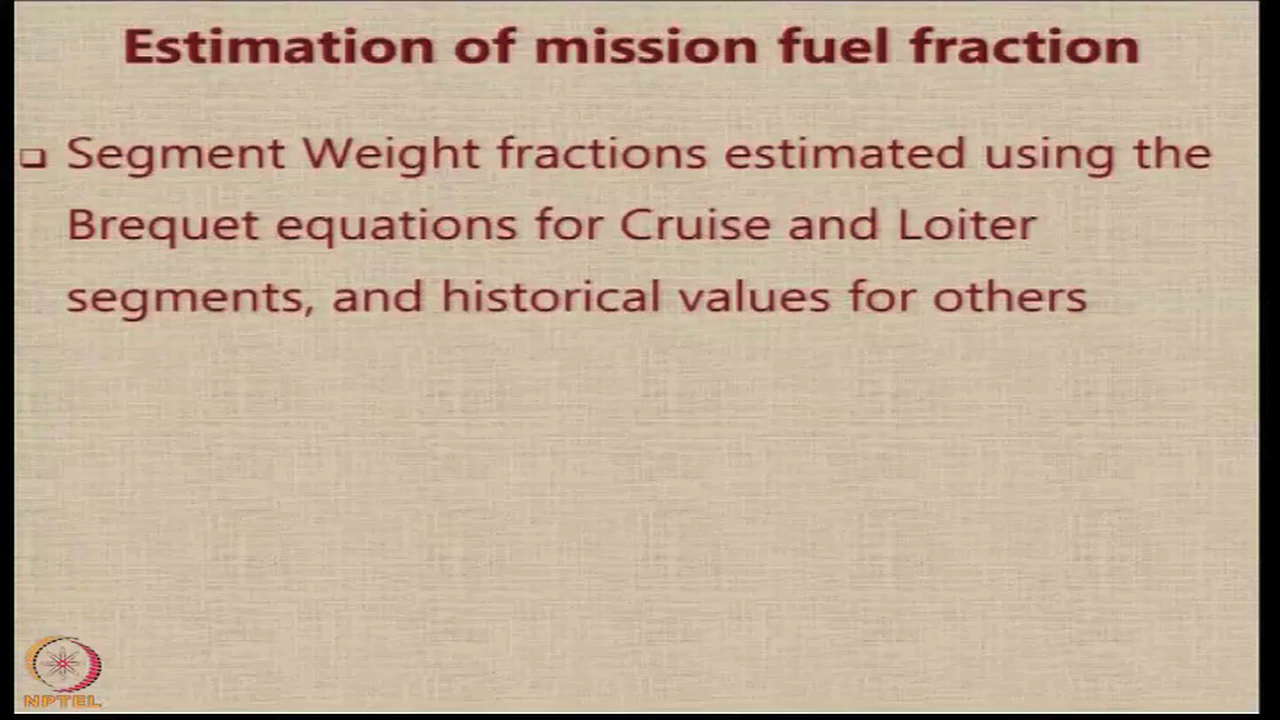 Estimation of mission fuel fraction
❑ Segment Weight fractions estimated using the
Brequet equations for Cruise and Loiter
segments, and historical values for others
NPTEL